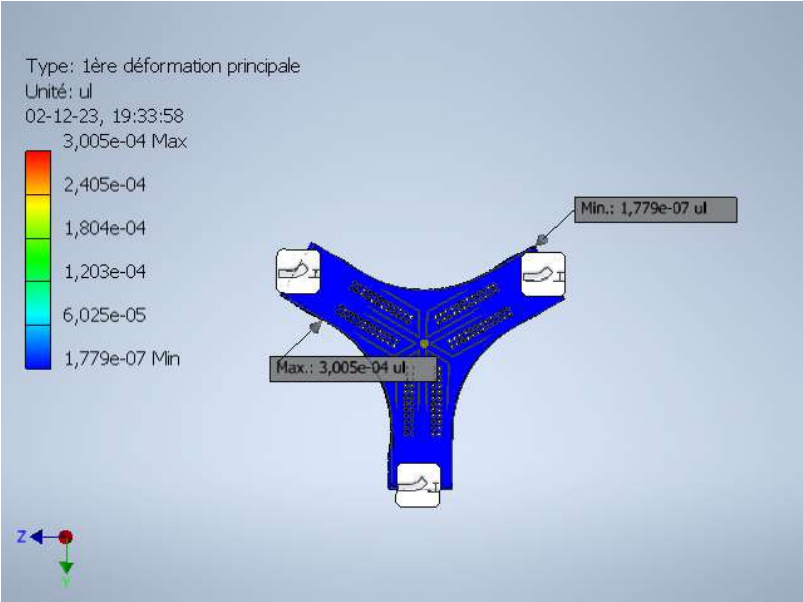 Type: 1ère déformation principale
Unité: ul
02-12-23, 19:33:58
3,005e-04 Max
2,405e-04
1,804e-04
1,203e-04
6,025e-05
1,779e-07 Min
Min.: 1,779e-07 ul
Max.: 3,005e-04 ul
Z
Y